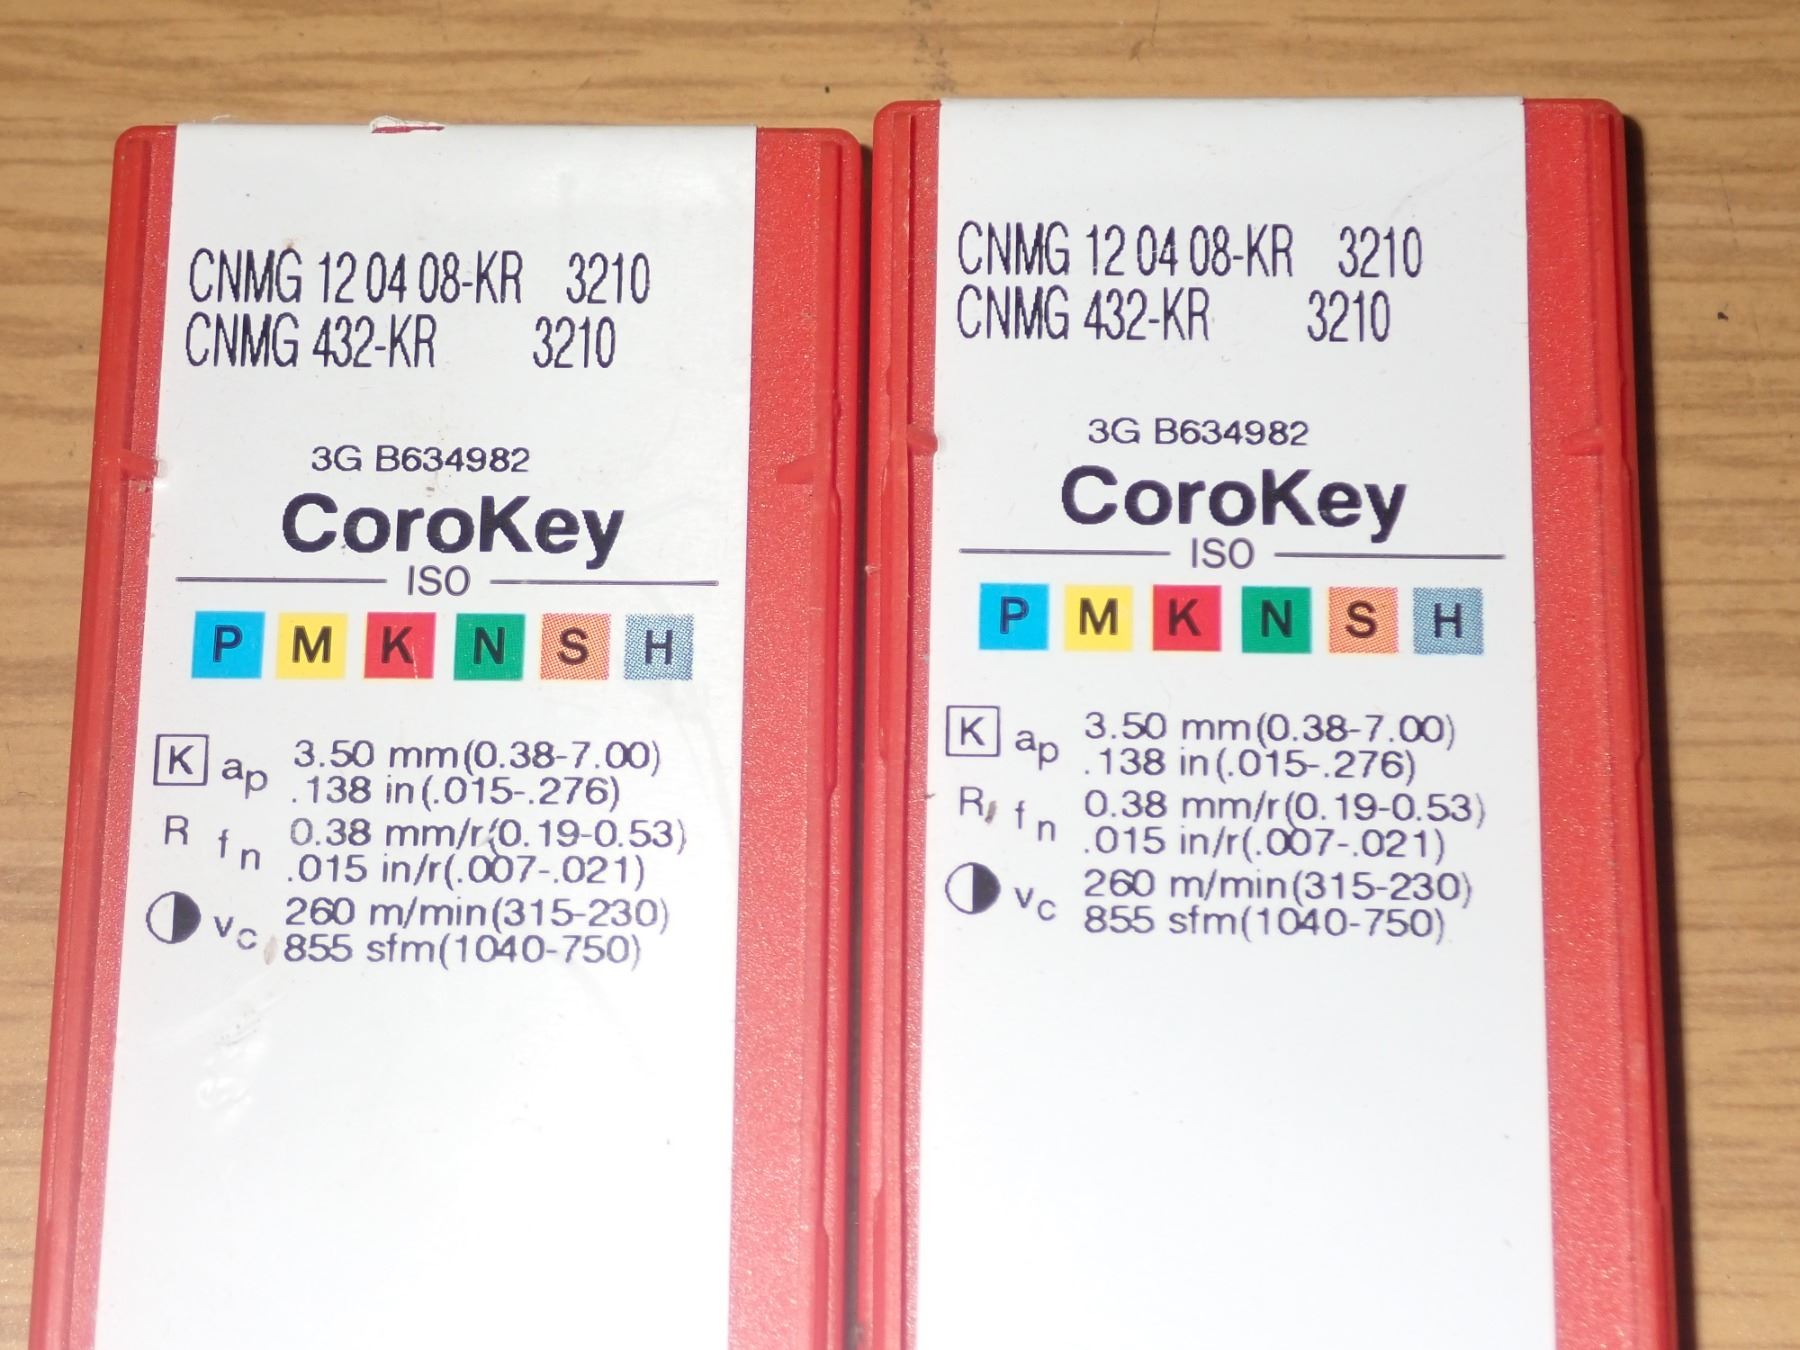 CNMG 12 04 08-KR 3210
CNMG 432-KR 3210
3G B634982
CoroKey
ISO
P M K N S H
K ap 3.50 mm(0.38-7.00)
.138 in(.015-.276)
R fn 0.38 mm/r(0.19-0.53)
.015 in/r(.007-.021)
vc 260 m/min(315-230)
855 sfm(1040-750)
CNMG 12 04 08-KR 3210
CNMG 432-KR 3210
3G B634982
CoroKey
ISO
P M K N S H
K ap 3.50 mm(0.38-7.00)
.138 in(.015-.276)
R fn 0.38 mm/r(0.19-0.53)
.015 in/r(.007-.021)
vc 260 m/min(315-230)
855 sfm(1040-750)